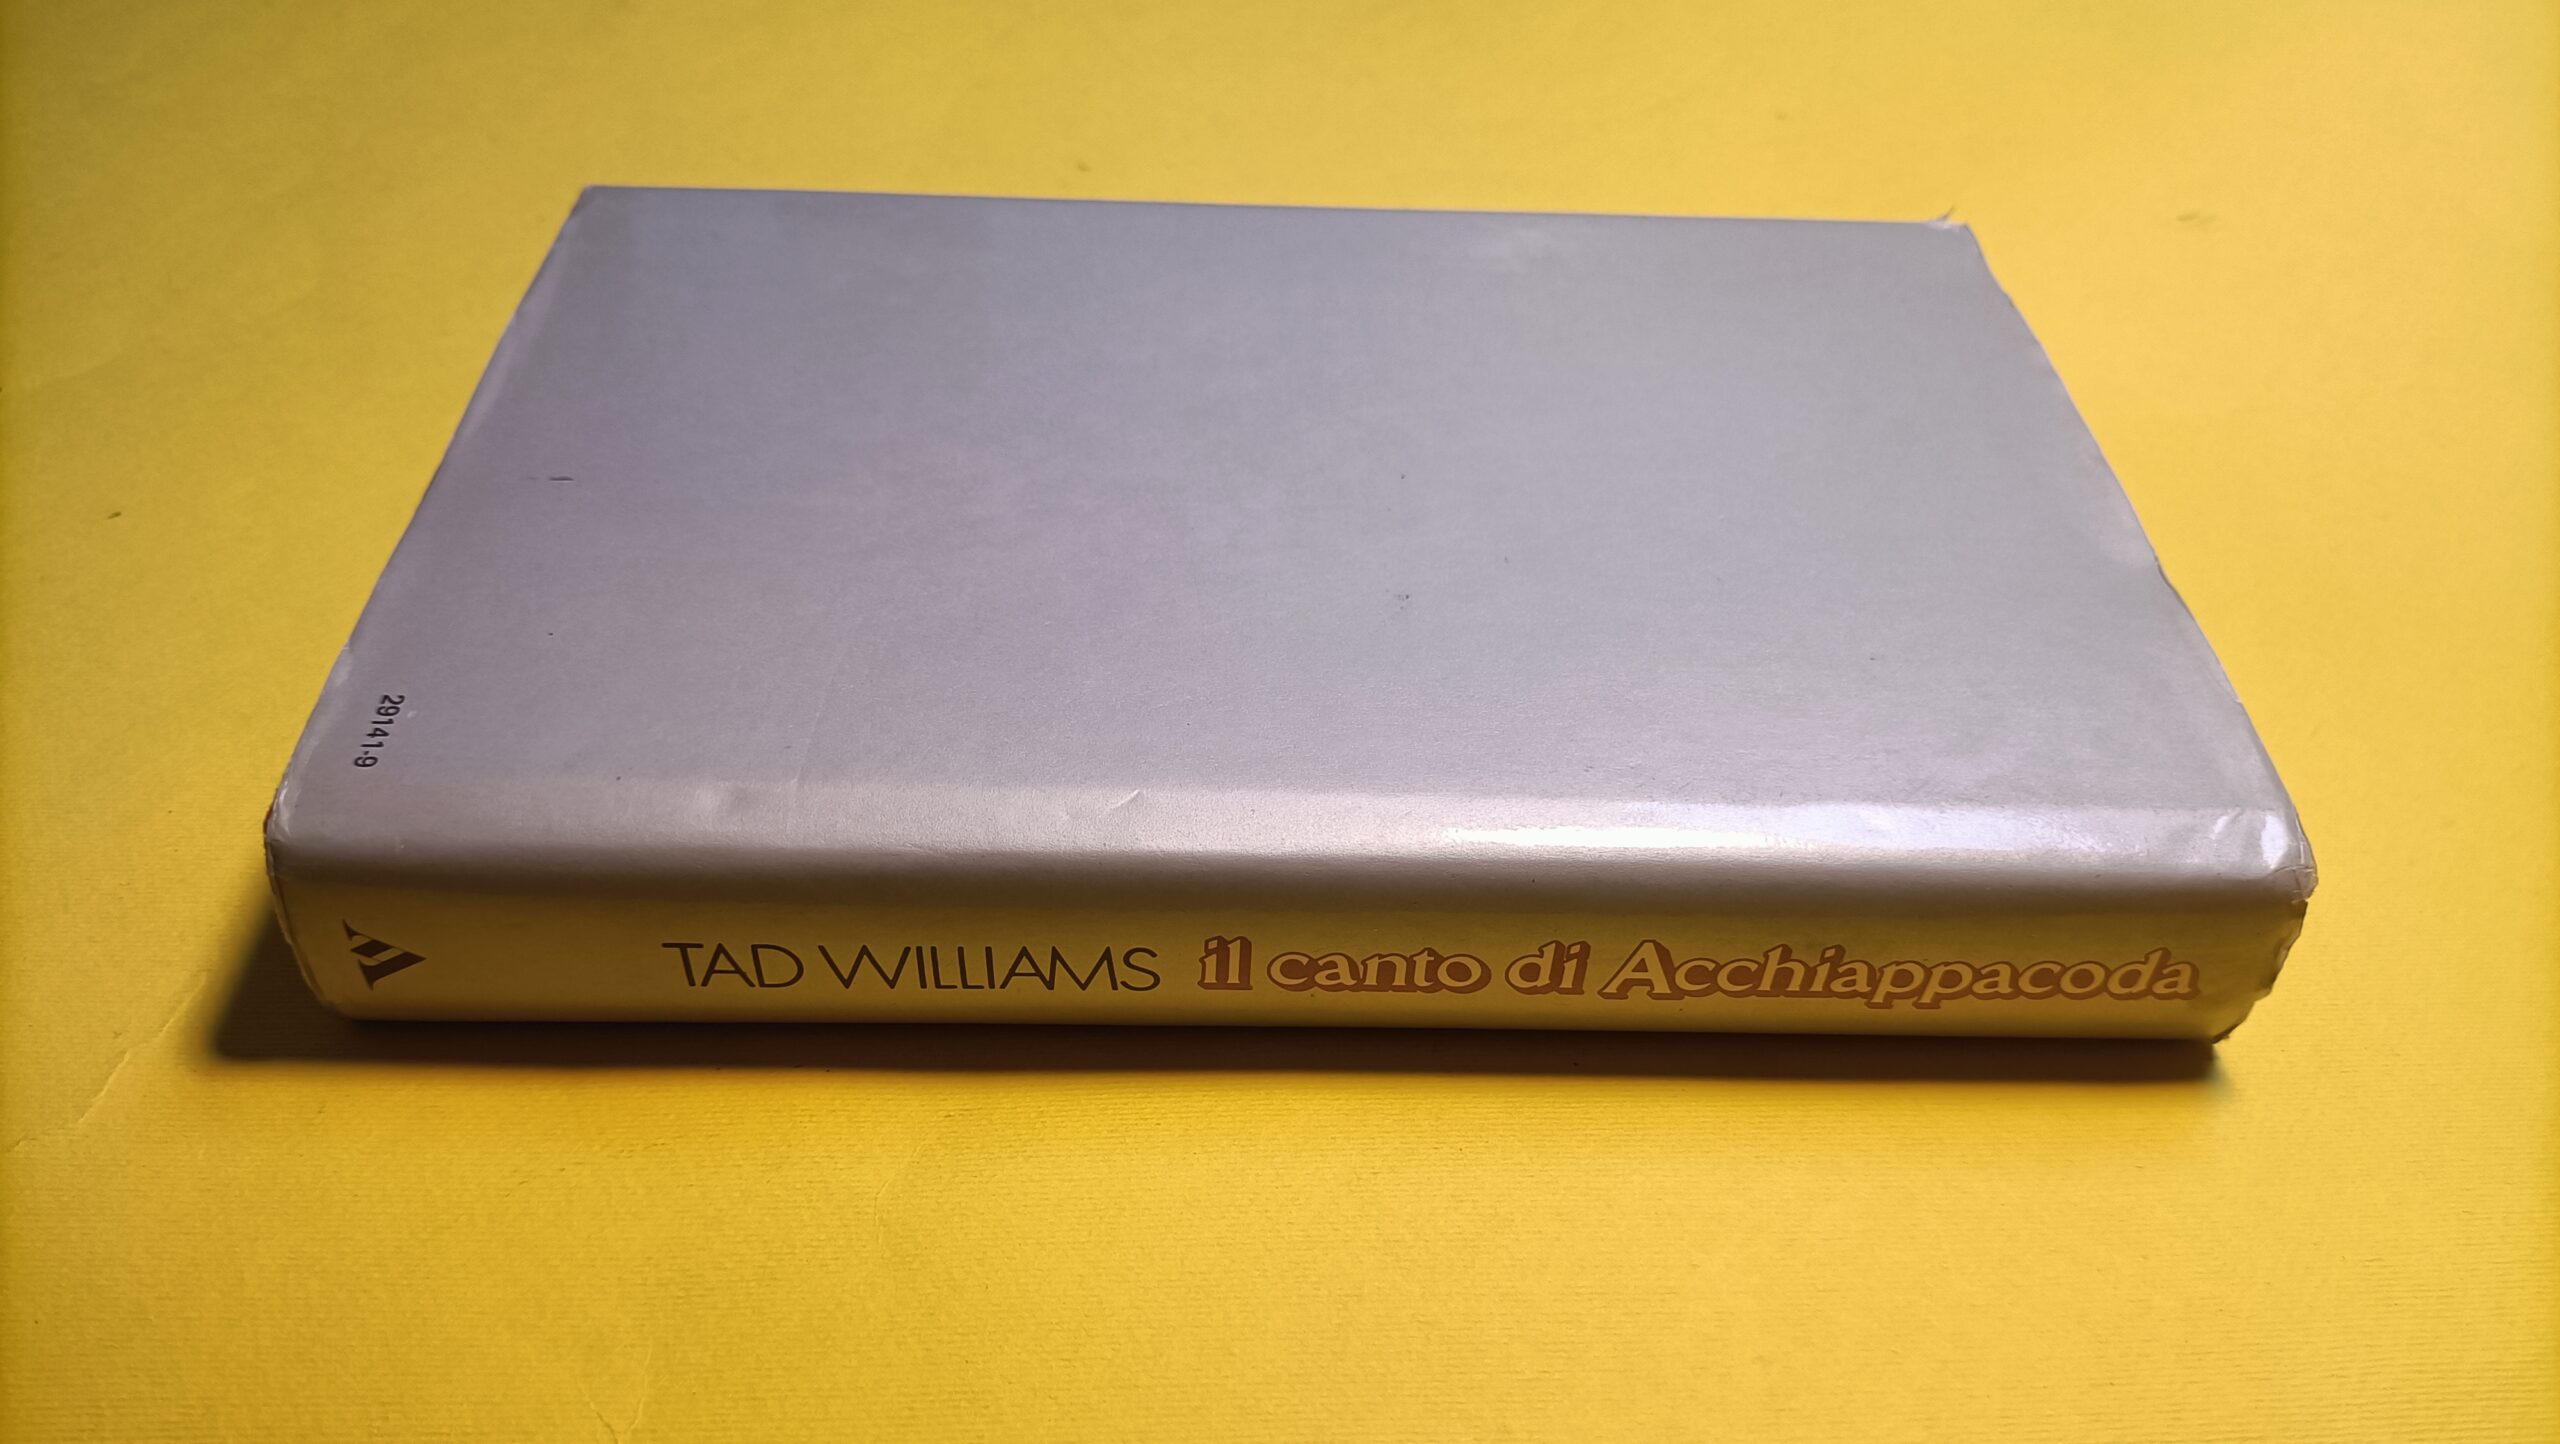 29141-9
TAD WILLIAMS il canto di Acchiappacoda